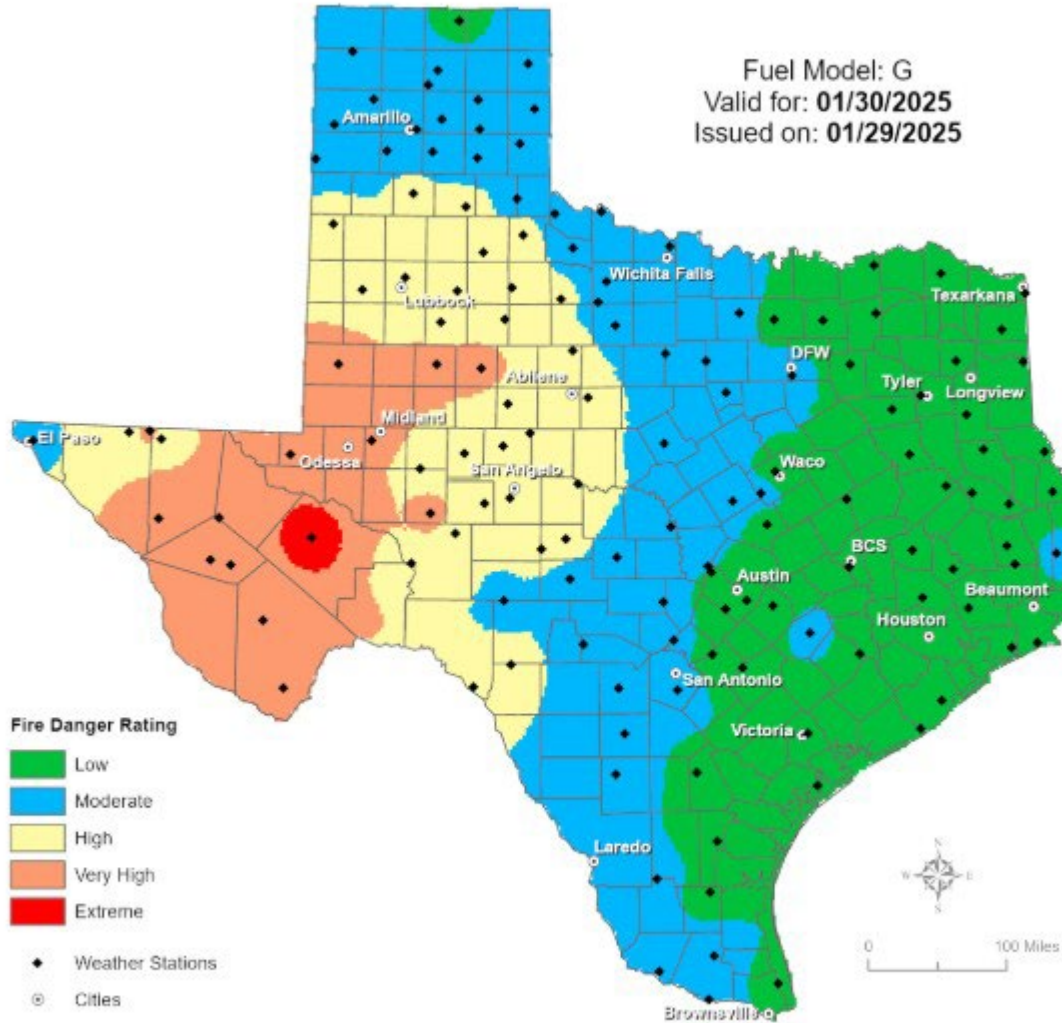 Fuel Model: G
Valid for: 01/30/2025
Issued on: 01/29/2025
Amarillo
Wichita Falls
Lubbock
Texarkana
DFW
Abilene
Tyler
Longview
Midland
El Paso
Odessa
San Angelo
Waco
BCS
Austin
Beaumont
Houston
San Antonio
Victoria
Fire Danger Rating
Low
Moderate
High
Very High
Extreme
Laredo
N
W E
S
0 100 Miles
Weather Stations
Cities
Brownsville